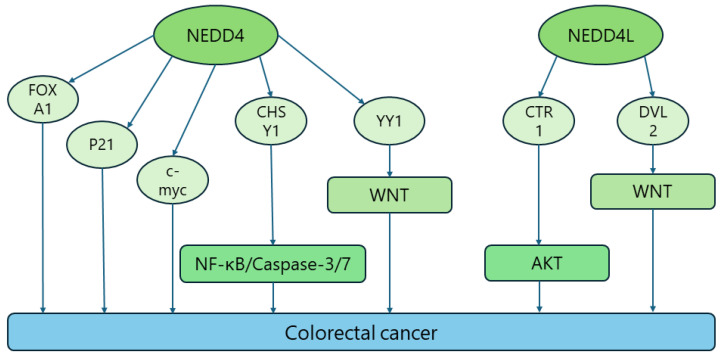 NEDD4
NEDD4L
FOX
A1
P21
c-
myc
CHS
Y1
YY1
CTR
1
DVL
2
WNT
WNT
NF-κB/Caspase-3/7
AKT
Colorectal cancer